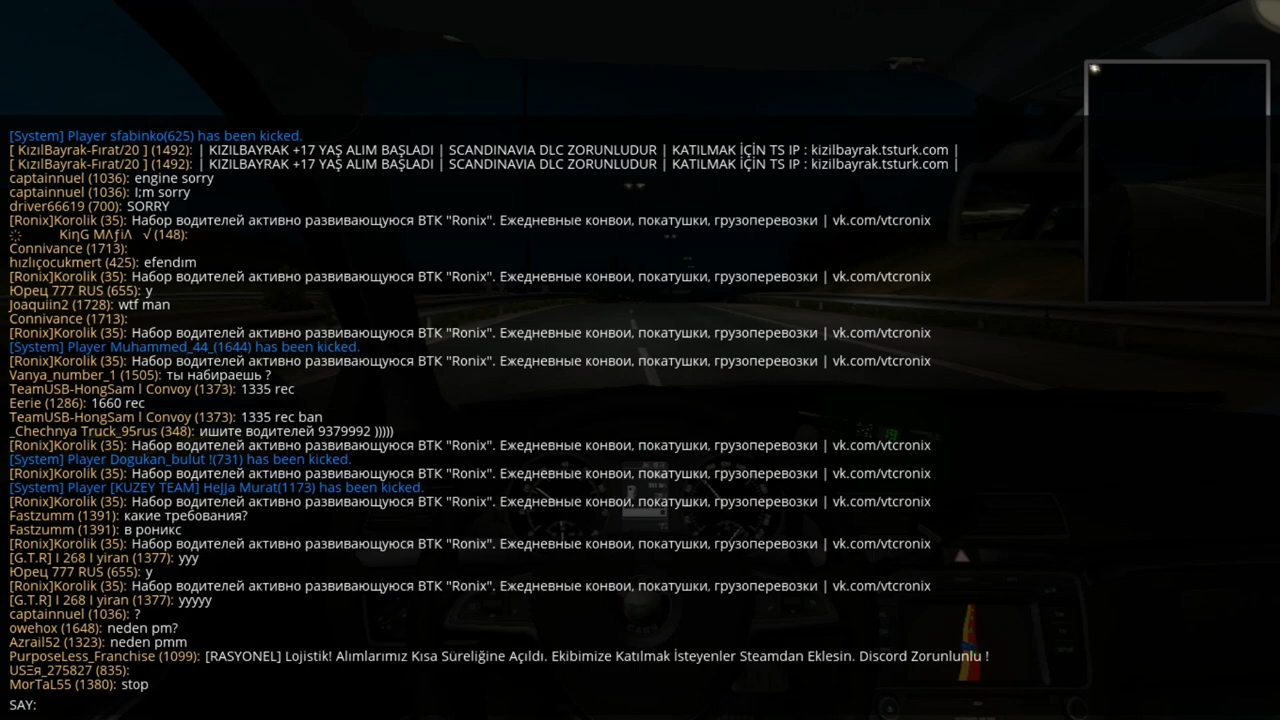 [System] Player sfabinko(625) has been kicked.
[ KızılBayrak-Fırat/20 ] (1492): | KIZILBAYRAK +17 YAŞ ALIM BAŞLADI | SCANDINAVIA DLC ZORUNLUDUR | KATILMAK İÇİN TS IP : kizilbayrak.tsturk.com |
[ KızılBayrak-Fırat/20 ] (1492): | KIZILBAYRAK +17 YAŞ ALIM BAŞLADI | SCANDINAVIA DLC ZORUNLUDUR | KATILMAK İÇİN TS IP : kizilbayrak.tsturk.com |
captainnuel (1036): engine sorry
captainnuel (1036): I;m sorry
driver66619 (700): SORRY
[Ronix]Korolik (35): Набор водителей активно развивающуюся ВТК "Ronix". Ежедневные конвои, покатушки, грузоперевозки | vk.com/vtcronix
KiηG MΛƒiΛ √ (148):
Connivance (1713):
hızlıçocukmert (425): efendım
[Ronix]Korolik (35): Набор водителей активно развивающуюся ВТК "Ronix". Ежедневные конвои, покатушки, грузоперевозки | vk.com/vtcronix
Юрец 777 RUS (655): у
Joaquiin2 (1728): wtf man
Connivance (1713):
[Ronix]Korolik (35): Набор водителей активно развивающуюся ВТК "Ronix". Ежедневные конвои, покатушки, грузоперевозки | vk.com/vtcronix
[System] Player Muhammed_44_(1644) has been kicked.
[Ronix]Korolik (35): Набор водителей активно развивающуюся ВТК "Ronix". Ежедневные конвои, покатушки, грузоперевозки | vk.com/vtcronix
Vanya_number_1 (1505): ты набираешь ?
TeamUSB-HongSam l Convoy (1373): 1335 rec
Eerie (1286): 1660 rec
TeamUSB-HongSam l Convoy (1373): 1335 rec ban
_Chechnya Truck_95rus (348): ишите водителей 9379992 )))))
[Ronix]Korolik (35): Набор водителей активно развивающуюся ВТК "Ronix". Ежедневные конвои, покатушки, грузоперевозки | vk.com/vtcronix
[System] Player Dogukan_bulut !(731) has been kicked.
[Ronix]Korolik (35): Набор водителей активно развивающуюся ВТК "Ronix". Ежедневные конвои, покатушки, грузоперевозки | vk.com/vtcronix
[System] Player [KUZEY TEAM] HeJJa Murat(1173) has been kicked.
[Ronix]Korolik (35): Набор водителей активно развивающуюся ВТК "Ronix". Ежедневные конвои, покатушки, грузоперевозки | vk.com/vtcronix
Fastzumm (1391): какие требования?
Fastzumm (1391): в роникс
[Ronix]Korolik (35): Набор водителей активно развивающуюся ВТК "Ronix". Ежедневные конвои, покатушки, грузоперевозки | vk.com/vtcronix
[G.T.R] l 268 l yiran (1377): yyy
Юрец 777 RUS (655): у
[Ronix]Korolik (35): Набор водителей активно развивающуюся ВТК "Ronix". Ежедневные конвои, покатушки, грузоперевозки | vk.com/vtcronix
[G.T.R] l 268 l yiran (1377): yyyyy
captainnuel (1036): ?
owehox (1648): neden pm?
Azrail52 (1323): neden pmm
PurposeLess_Franchise (1099): [RASYONEL] Lojistik! Alımlarımız Kısa Süreliğine Açıldı. Ekibimize Katılmak İsteyenler Steamdan Eklesin. Discord Zorunlunlu !
USΞя_275827 (835):
MorTaL55 (1380): stop
SAY: